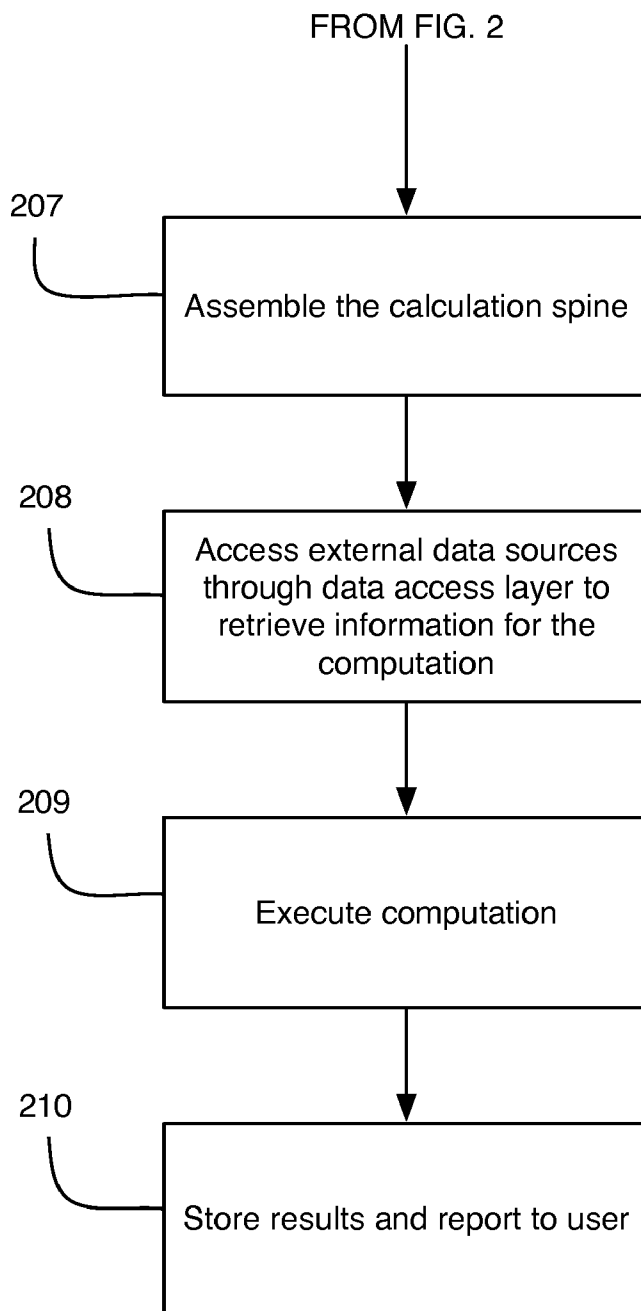 FROM FIG. 2
207
Assemble the calculation spine
208
Access external data sources
through data access layer to
retrieve information for the
computation
209
Execute computation
210
Store results and report to user